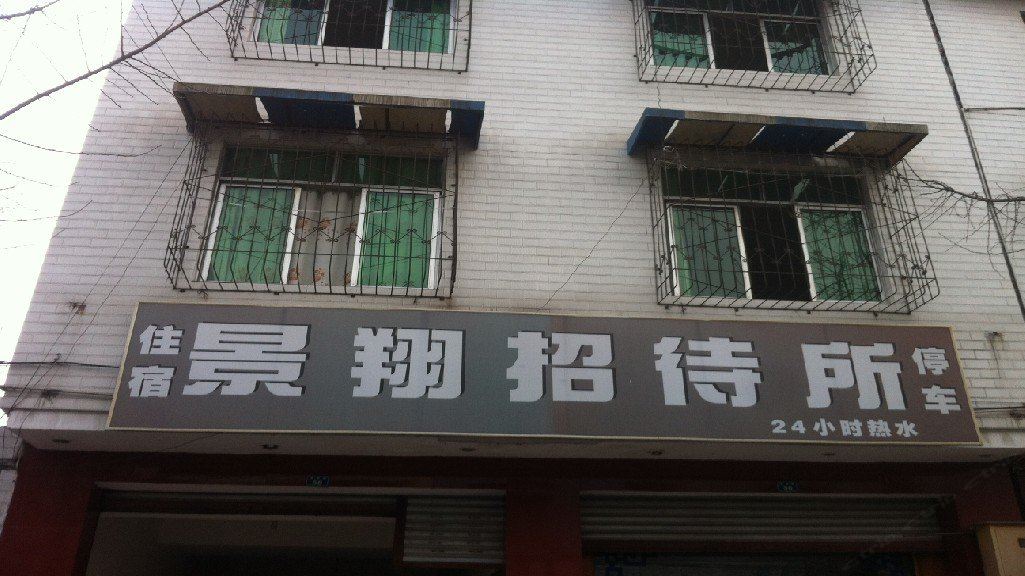 住宿
景翔招待所
停车
24小时热水